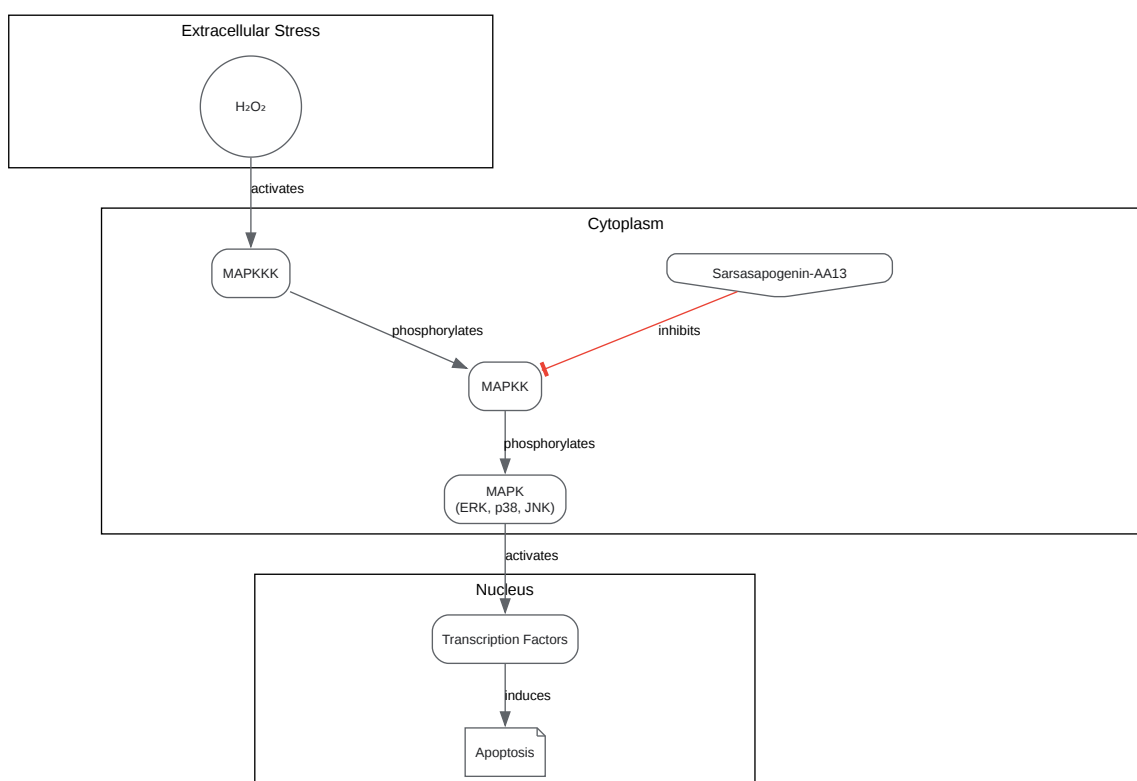 Extracellular Stress
H₂O₂
activates
Cytoplasm
MAPKKK
Sarsasapogenin-AA13
phosphorylates
inhibits
MAPKK
phosphorylates
MAPK
(ERK, p38, JNK)
activates
Nucleus
Transcription Factors
induces
Apoptosis